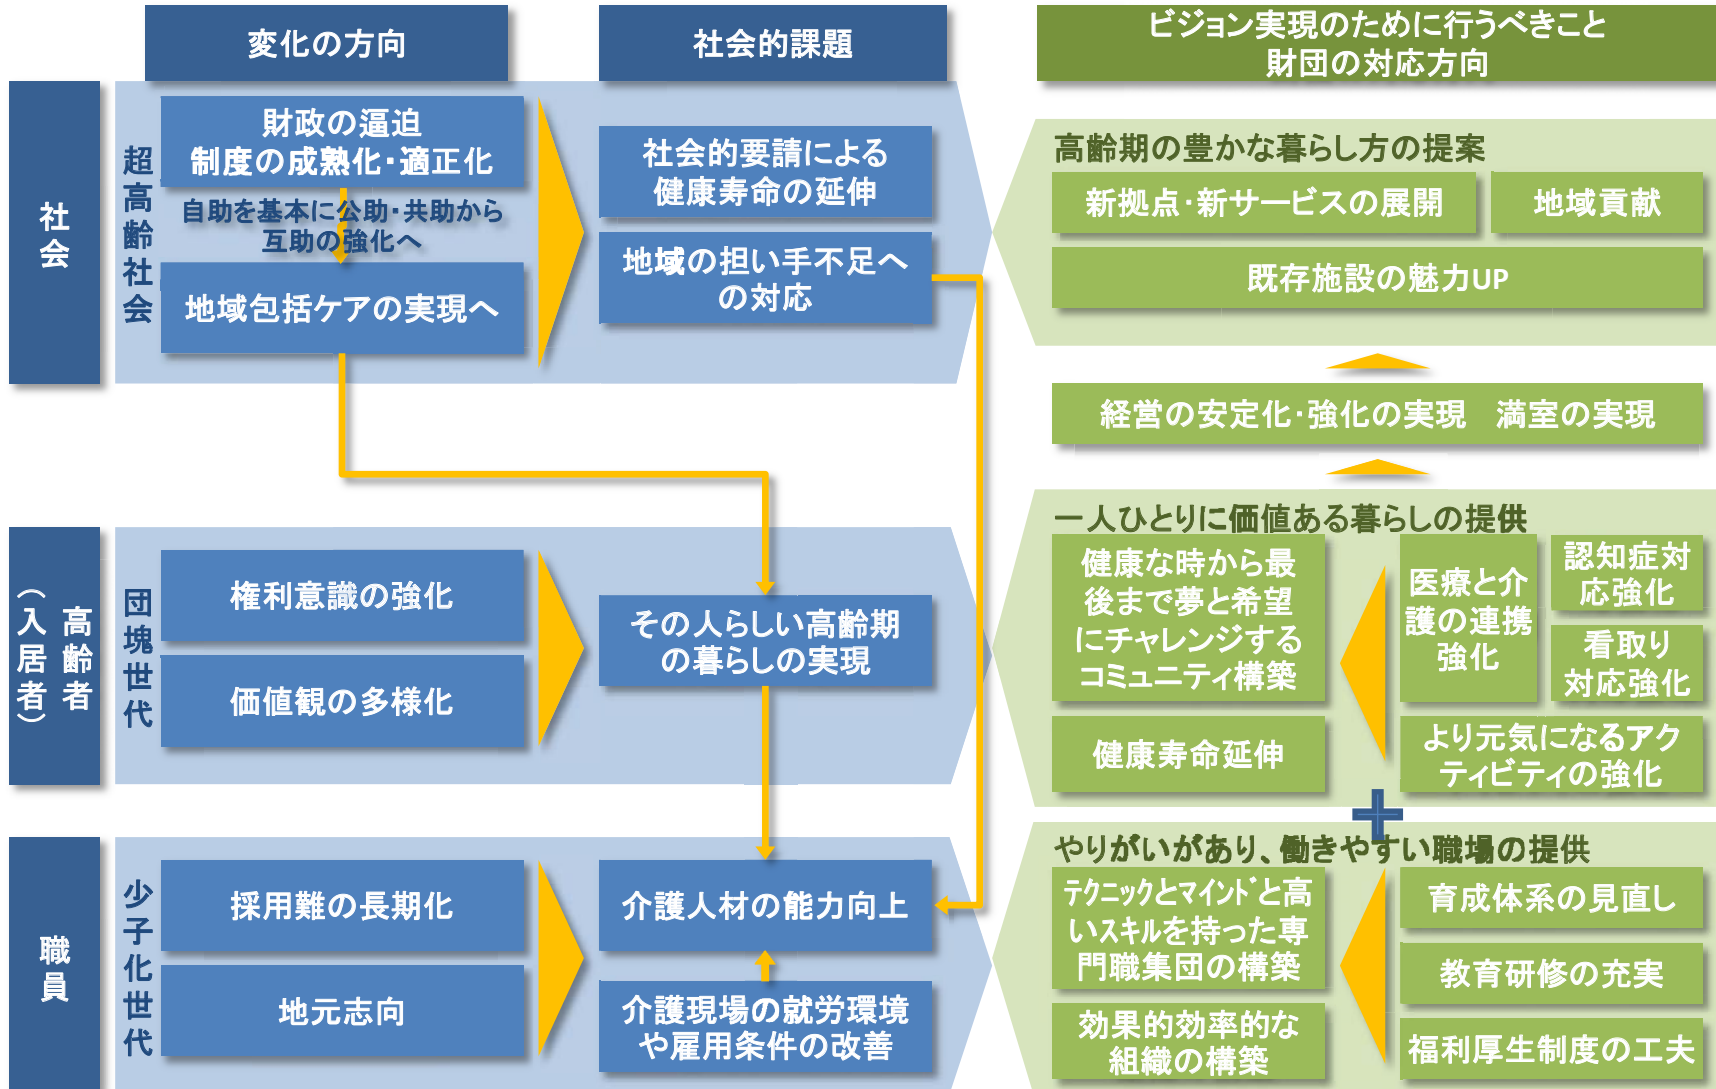 変化の方向
社会的課題
ビジョン実現のために行うべきこと
財団の対応方向
社会
超高齢社会
財政の逼迫
制度の成熟化・適正化
自助を基本に公助・共助から
互助の強化へ
地域包括ケアの実現へ
社会的要請による
健康寿命の延伸
地域の担い手不足へ
の対応
高齢期の豊かな暮らし方の提案
新拠点・新サービスの展開
地域貢献
既存施設の魅力UP
経営の安定化・強化の実現　満室の実現
高齢者
（入居者）
団塊世代
権利意識の強化
価値観の多様化
その人らしい高齢期
の暮らしの実現
一人ひとりに価値ある暮らしの提供
健康な時から最
後まで夢と希望
にチャレンジする
コミュニティ構築
健康寿命延伸
医療と介
護の連携
強化
認知症対
応強化
看取り
対応強化
より元気になるアク
ティビティの強化
職員
少子化世代
採用難の長期化
地元志向
介護人材の能力向上
介護現場の就労環境
や雇用条件の改善
やりがいがあり、働きやすい職場の提供
テクニックとマインドと高
いスキルを持った専
門職集団の構築
効果的効率的な
組織の構築
育成体系の見直し
教育研修の充実
福利厚生制度の工夫